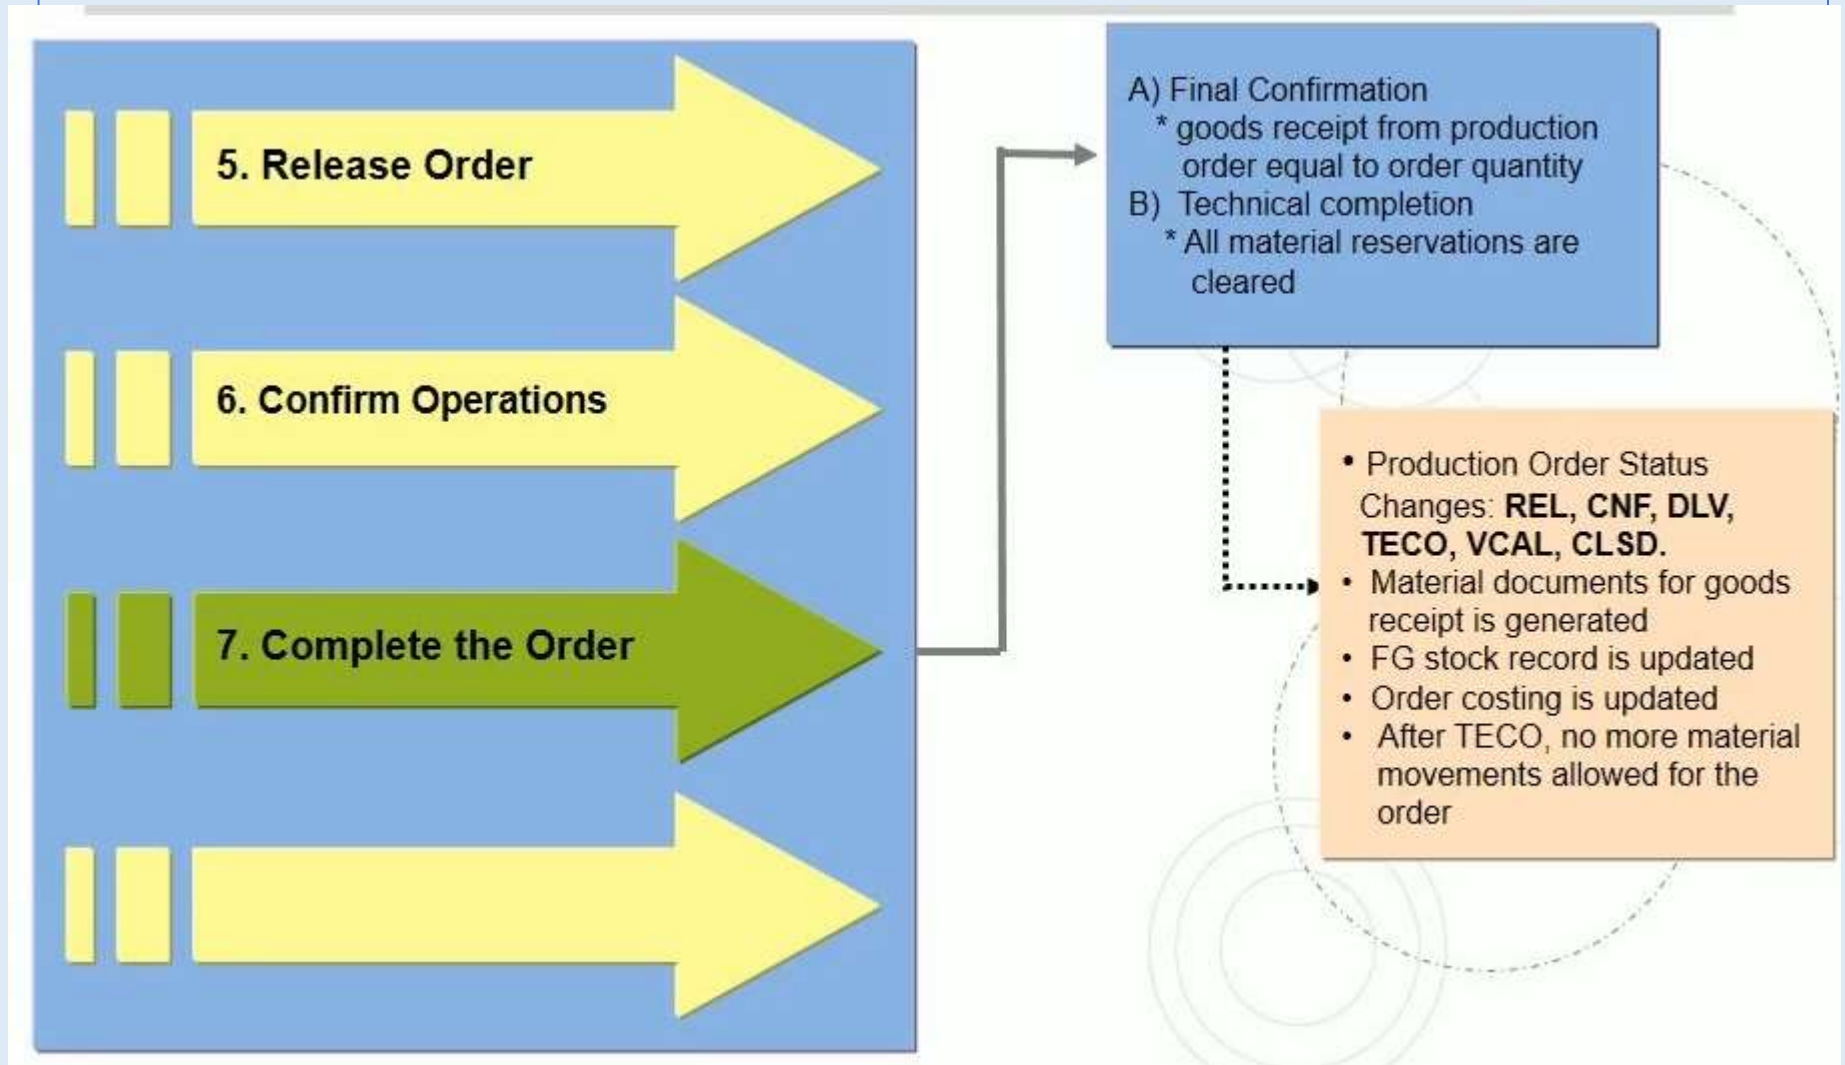 5. Release Order
6. Confirm Operations
7. Complete the Order
A) Final Confirmation
* goods receipt from production
order equal to order quantity
B) Technical completion
* All material reservations are
cleared
• Production Order Status
Changes: REL, CNF, DLV,
TECO, VCAL, CLSD.
• Material documents for goods
receipt is generated
• FG stock record is updated
• Order costing is updated
• After TECO, no more material
movements allowed for the
order